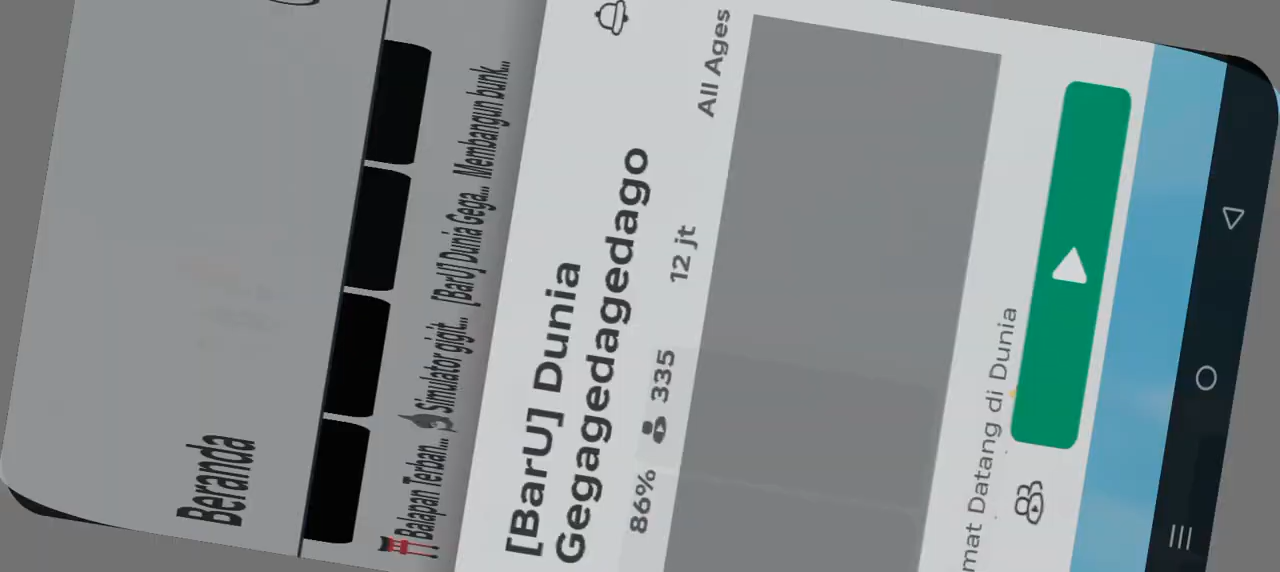 Beranda
Balapan Terban... Simulator gigit... [BarU] Dunia Gega... Membangun bunk...
[BarU] Dunia
Gegagedagedagedago
86% 335 12 jt All Ages
mat Datang di Dunia